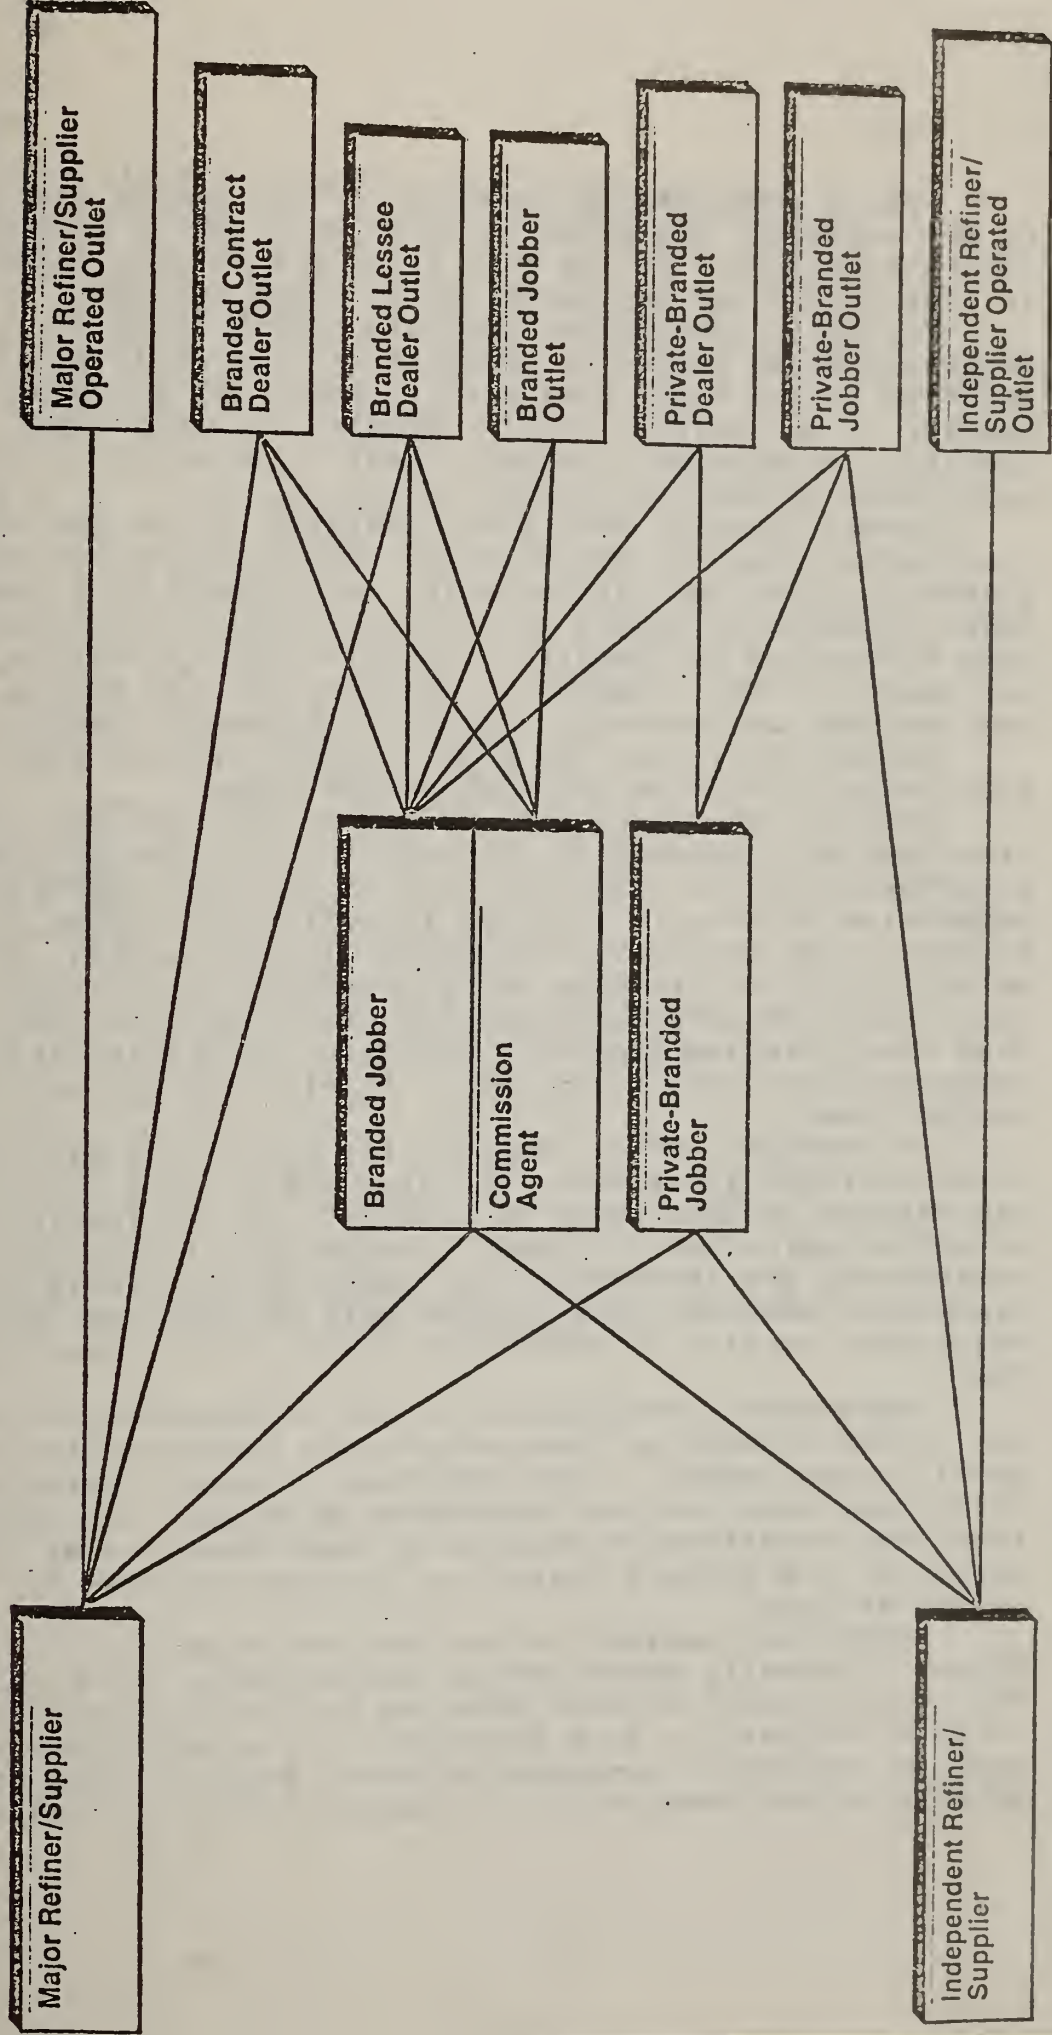 Major Refiner/Supplier
Independent Refiner/
Supplier
Branded Jobber
Commission
Agent
Private-Branded
Jobber
Major Refiner/Supplier
Operated Outlet
Branded Contract
Dealer Outlet
Branded Lessee
Dealer Outlet
Branded Jobber
Outlet
Private-Branded
Dealer Outlet
Private-Branded
Jobber Outlet
Independent Refiner/
Supplier Operated
Outlet